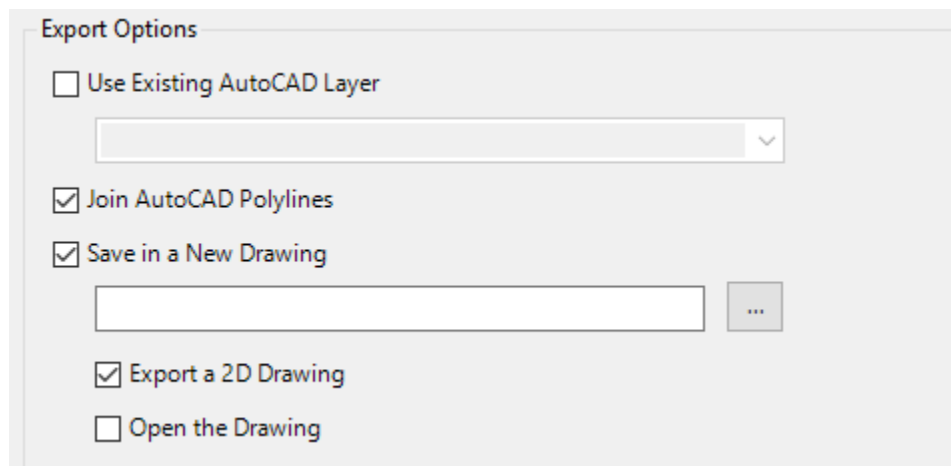 Export Options
Use Existing AutoCAD Layer
Join AutoCAD Polylines
Save in a New Drawing
...
Export a 2D Drawing
Open the Drawing